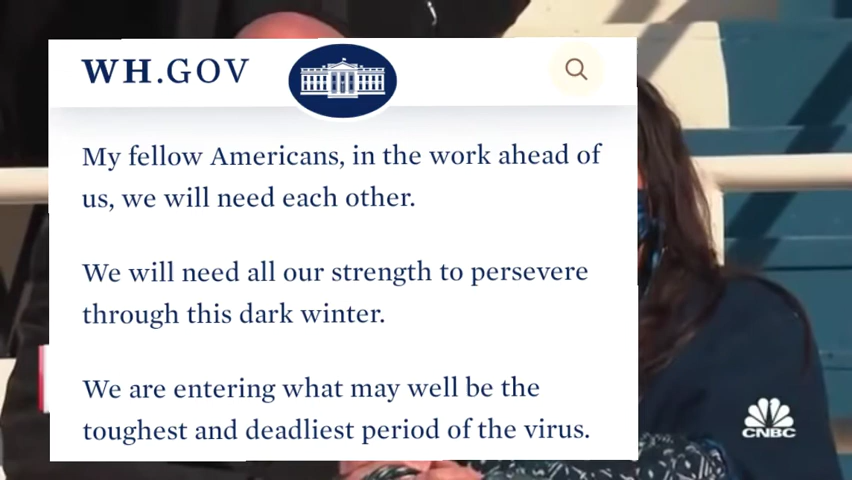 WH.GOV
My fellow Americans, in the work ahead of
us, we will need each other.
We will need all our strength to persevere
through this dark winter.
We are entering what may well be the
toughest and deadliest period of the virus.
CNBC